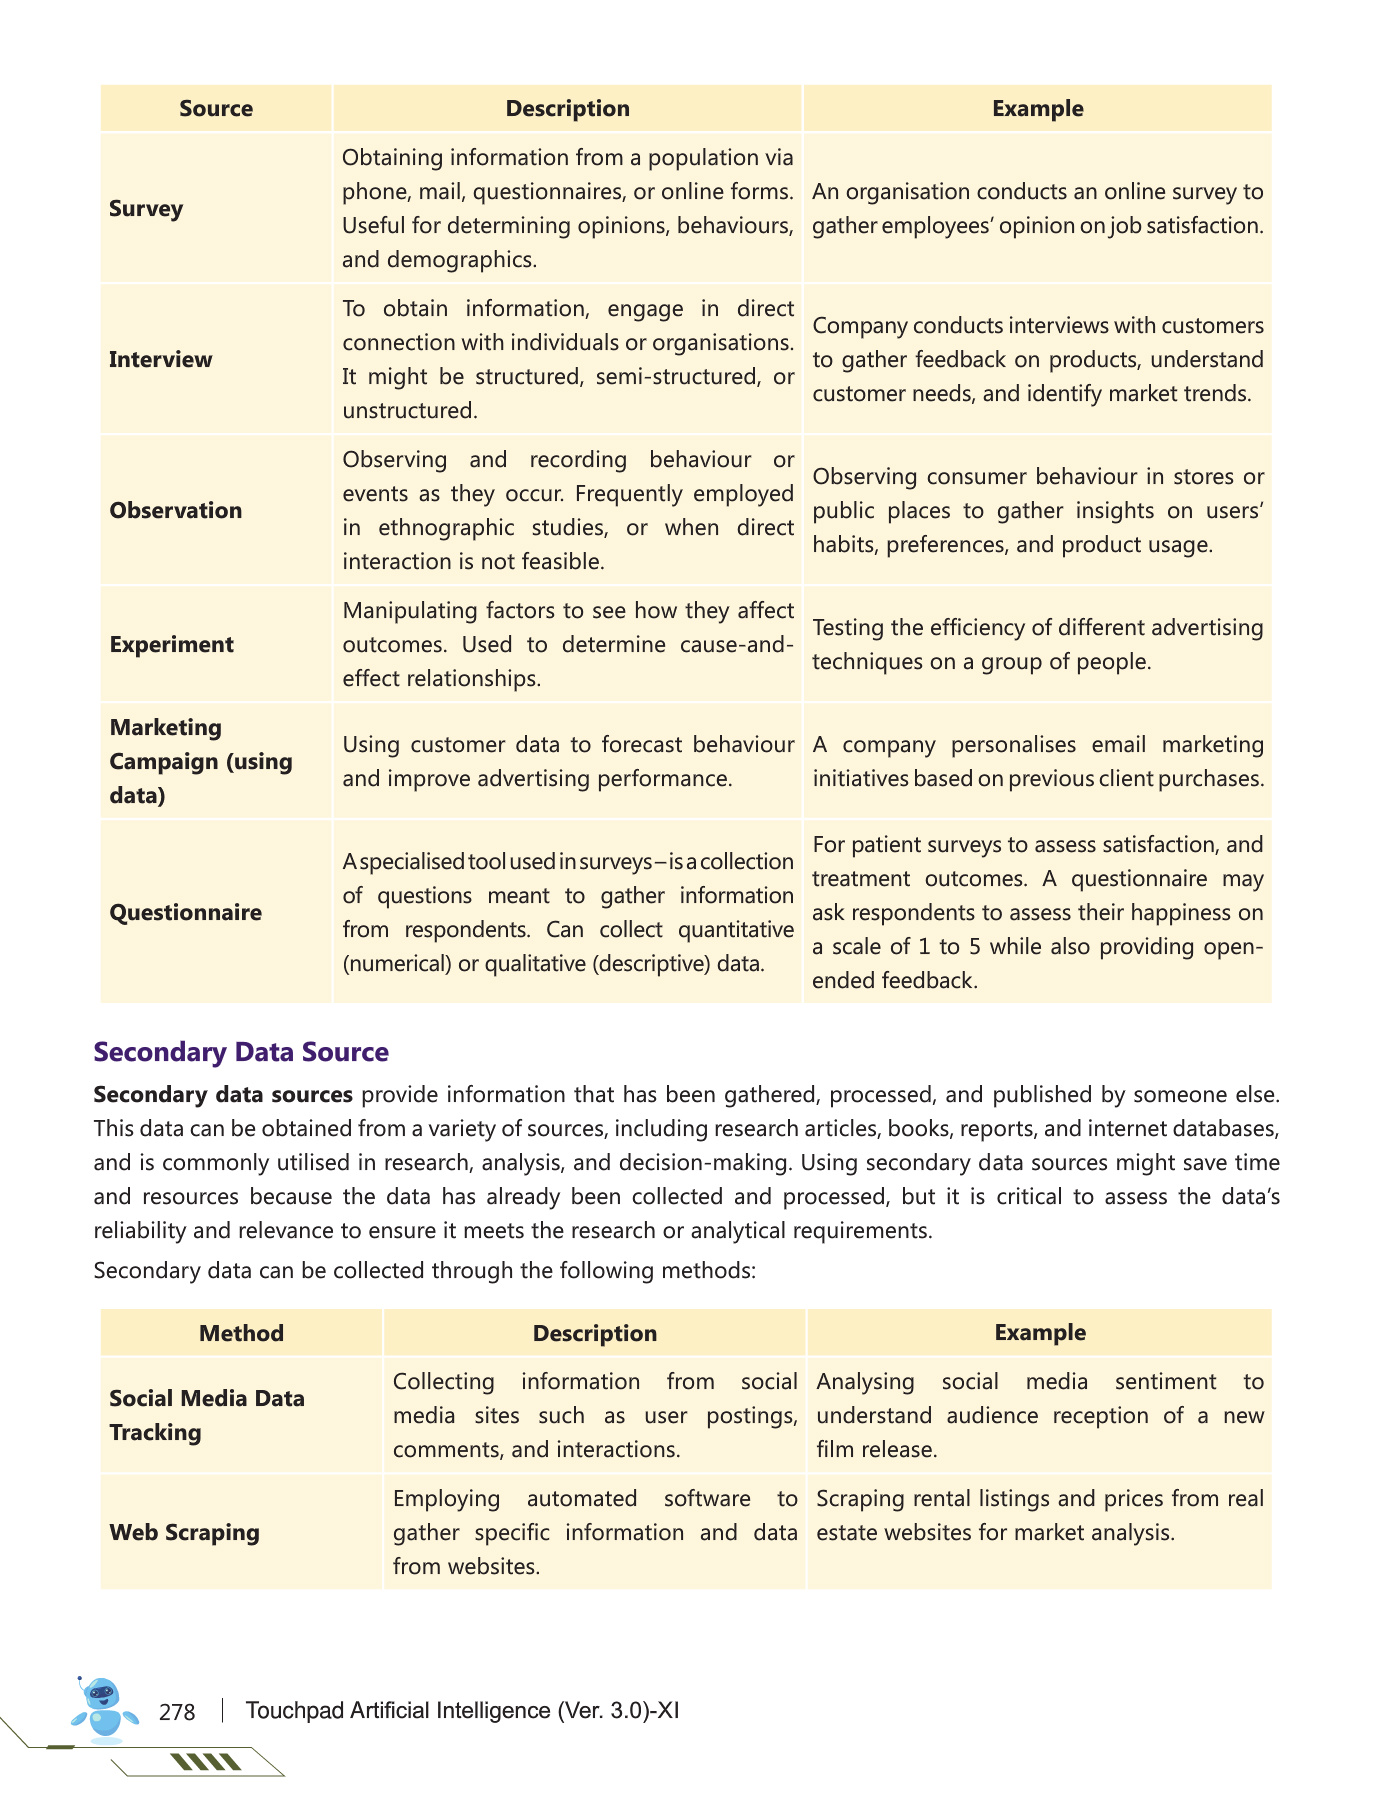 Source Description Example
Survey
Obtaining information from a population via
phone, mail, questionnaires, or online forms.
Useful for determining opinions, behaviours,
and demographics.
An organisation conducts an online survey to
gather employees’ opinion on job satisfaction.
Interview
To obtain information, engage in direct
connection with individuals or organisations.
It might be structured, semi-structured, or
unstructured.
Company conducts interviews with customers
to gather feedback on products, understand
customer needs, and identify market trends.
Observation
Observing and recording behaviour or
events as they occur. Frequently employed
in ethnographic studies, or when direct
interaction is not feasible.
Observing consumer behaviour in stores or
public places to gather insights on users’
habits, preferences, and product usage.
Experiment
Manipulating factors to see how they affect
outcomes. Used to determine cause-and-
effect relationships.
Testing the efficiency of different advertising
techniques on a group of people.
Marketing
Campaign (using
data)
Using customer data to forecast behaviour
and improve advertising performance.
A company personalises email marketing
initiatives based on previous client purchases.
Questionnaire
A specialised tool used in surveys – is a collection
of questions meant to gather information
from respondents. Can collect quantitative
(numerical) or qualitative (descriptive) data.
For patient surveys to assess satisfaction, and
treatment outcomes. A questionnaire may
ask respondents to assess their happiness on
a scale of 1 to 5 while also providing open-
ended feedback.
Secondary Data Source
Secondary data sources provide information that has been gathered, processed, and published by someone else.
This data can be obtained from a variety of sources, including research articles, books, reports, and internet databases,
and is commonly utilised in research, analysis, and decision-making. Using secondary data sources might save time
and resources because the data has already been collected and processed, but it is critical to assess the data’s
reliability and relevance to ensure it meets the research or analytical requirements.
Secondary data can be collected through the following methods:
Method Description Example
Social Media Data
Tracking
Collecting information from social
media sites such as user postings,
comments, and interactions.
Analysing social media sentiment to
understand audience reception of a new
film release.
Web Scraping
Employing automated software to
gather specific information and data
from websites.
Scraping rental listings and prices from real
estate websites for market analysis.
278 Touchpad Artificial Intelligence (Ver. 3.0)-XI